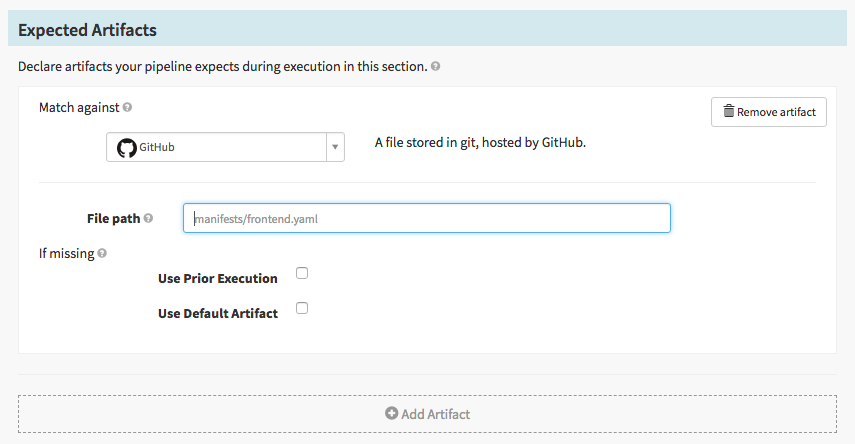 Expected Artifacts
Declare artifacts your pipeline expects during execution in this section.
Match against
Remove artifact
GitHub
A file stored in git, hosted by GitHub.
File path
manifests/frontend.yaml
If missing
Use Prior Execution
Use Default Artifact
Add Artifact